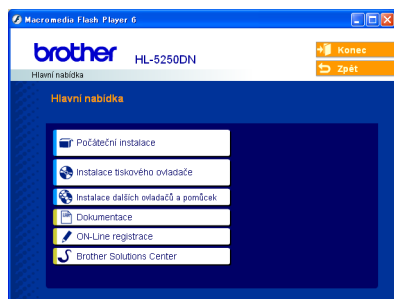 Macromedia Flash Player 6
brother HL-5250DN
Konec
Zpět
Hlavní nabídka
Hlavní nabídka
Počáteční instalace
Instalace tiskového ovladače
Instalace dalších ovladačů a pomůcek
Dokumentace
ON-Line registrace
Brother Solutions Center